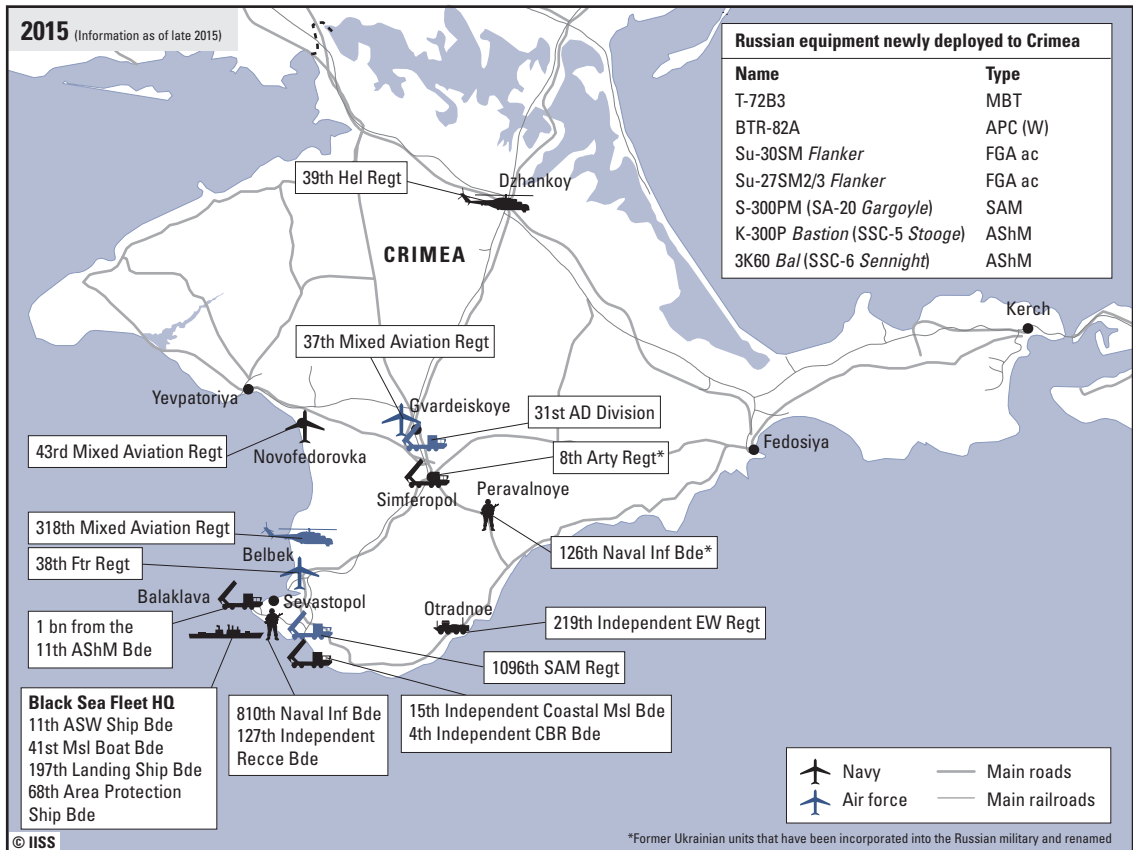 2015 (Information as of late 2015)
Russian equipment newly deployed to Crimea
Name Type
T-72B3 MBT
BTR-82A APC (W)
Su-30SM Flanker FGA ac
Su-27SM2/3 Flanker FGA ac
S-300PM (SA-20 Gargoyle) SAM
K-300P Bastion (SSC-5 Stooge) AShM
3K60 Bal (SSC-6 Sennight) AShM
39th Hel Regt
Dzhankoy
CRIMEA
Kerch
37th Mixed Aviation Regt
Yevpatoriya
Gvardeiskoye
31st AD Division
43rd Mixed Aviation Regt
Novofedorovka
8th Arty Regt*
Fedosiya
Simferopol
Peravalnoye
318th Mixed Aviation Regt
Belbek
126th Naval Inf Bde*
38th Ftr Regt
Balaklava
Sevastopol
Otradnoe
1 bn from the
11th AShM Bde
219th Independent EW Regt
1096th SAM Regt
Black Sea Fleet HQ
11th ASW Ship Bde
41st Msl Boat Bde
197th Landing Ship Bde
68th Area Protection
Ship Bde
810th Naval Inf Bde
127th Independent
Recce Bde
15th Independent Coastal Msl Bde
4th Independent CBR Bde
Navy Main roads
Air force Main railroads
© IISS
*Former Ukrainian units that have been incorporated into the Russian military and renamed